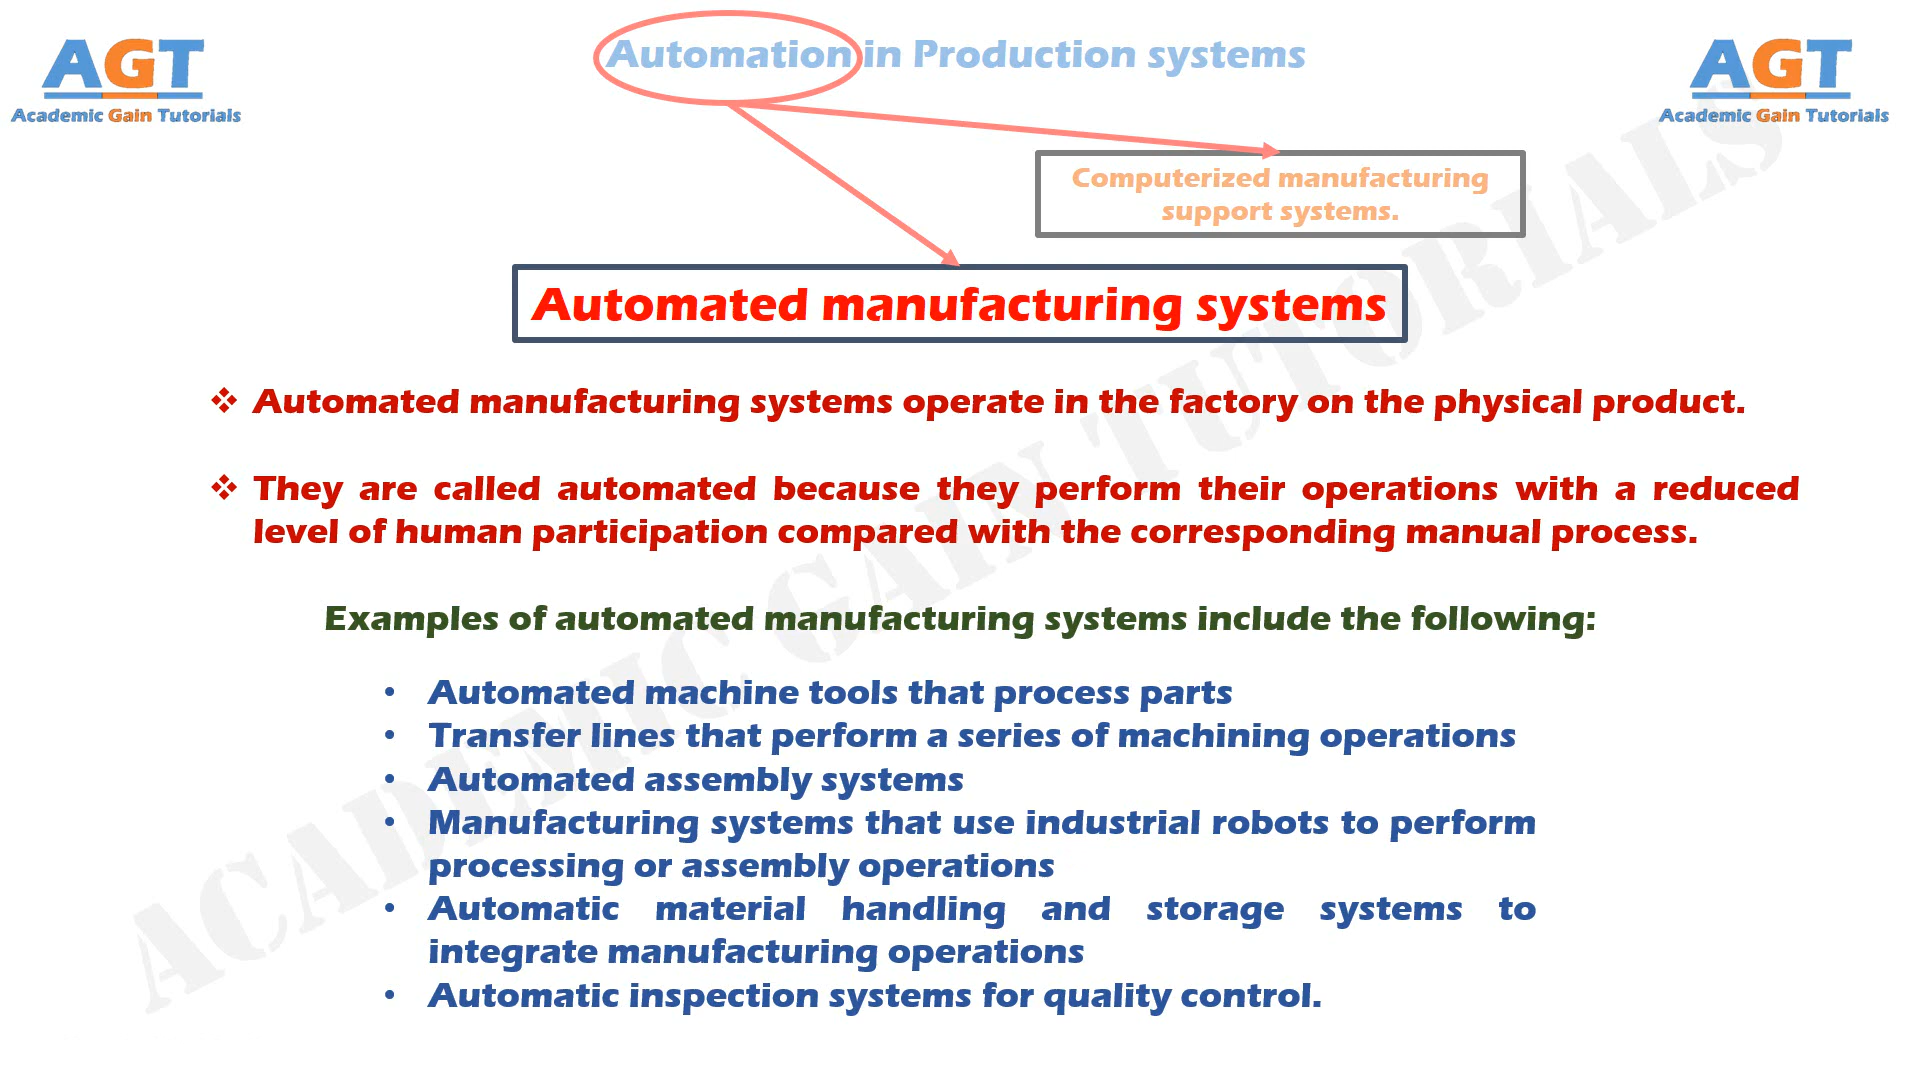 AGT
Academic Gain Tutorials
Automation in Production systems
AGT
Academic Gain Tutorials
Computerized manufacturing
support systems.
Automated manufacturing systems
❖ Automated manufacturing systems operate in the factory on the physical product.
❖ They are called automated because they perform their operations with a reduced
level of human participation compared with the corresponding manual process.
Examples of automated manufacturing systems include the following:
• Automated machine tools that process parts
• Transfer lines that perform a series of machining operations
• Automated assembly systems
• Manufacturing systems that use industrial robots to perform
processing or assembly operations
• Automatic material handling and storage systems to
integrate manufacturing operations
• Automatic inspection systems for quality control.
ACADEMIC GAIN TUTORIALS